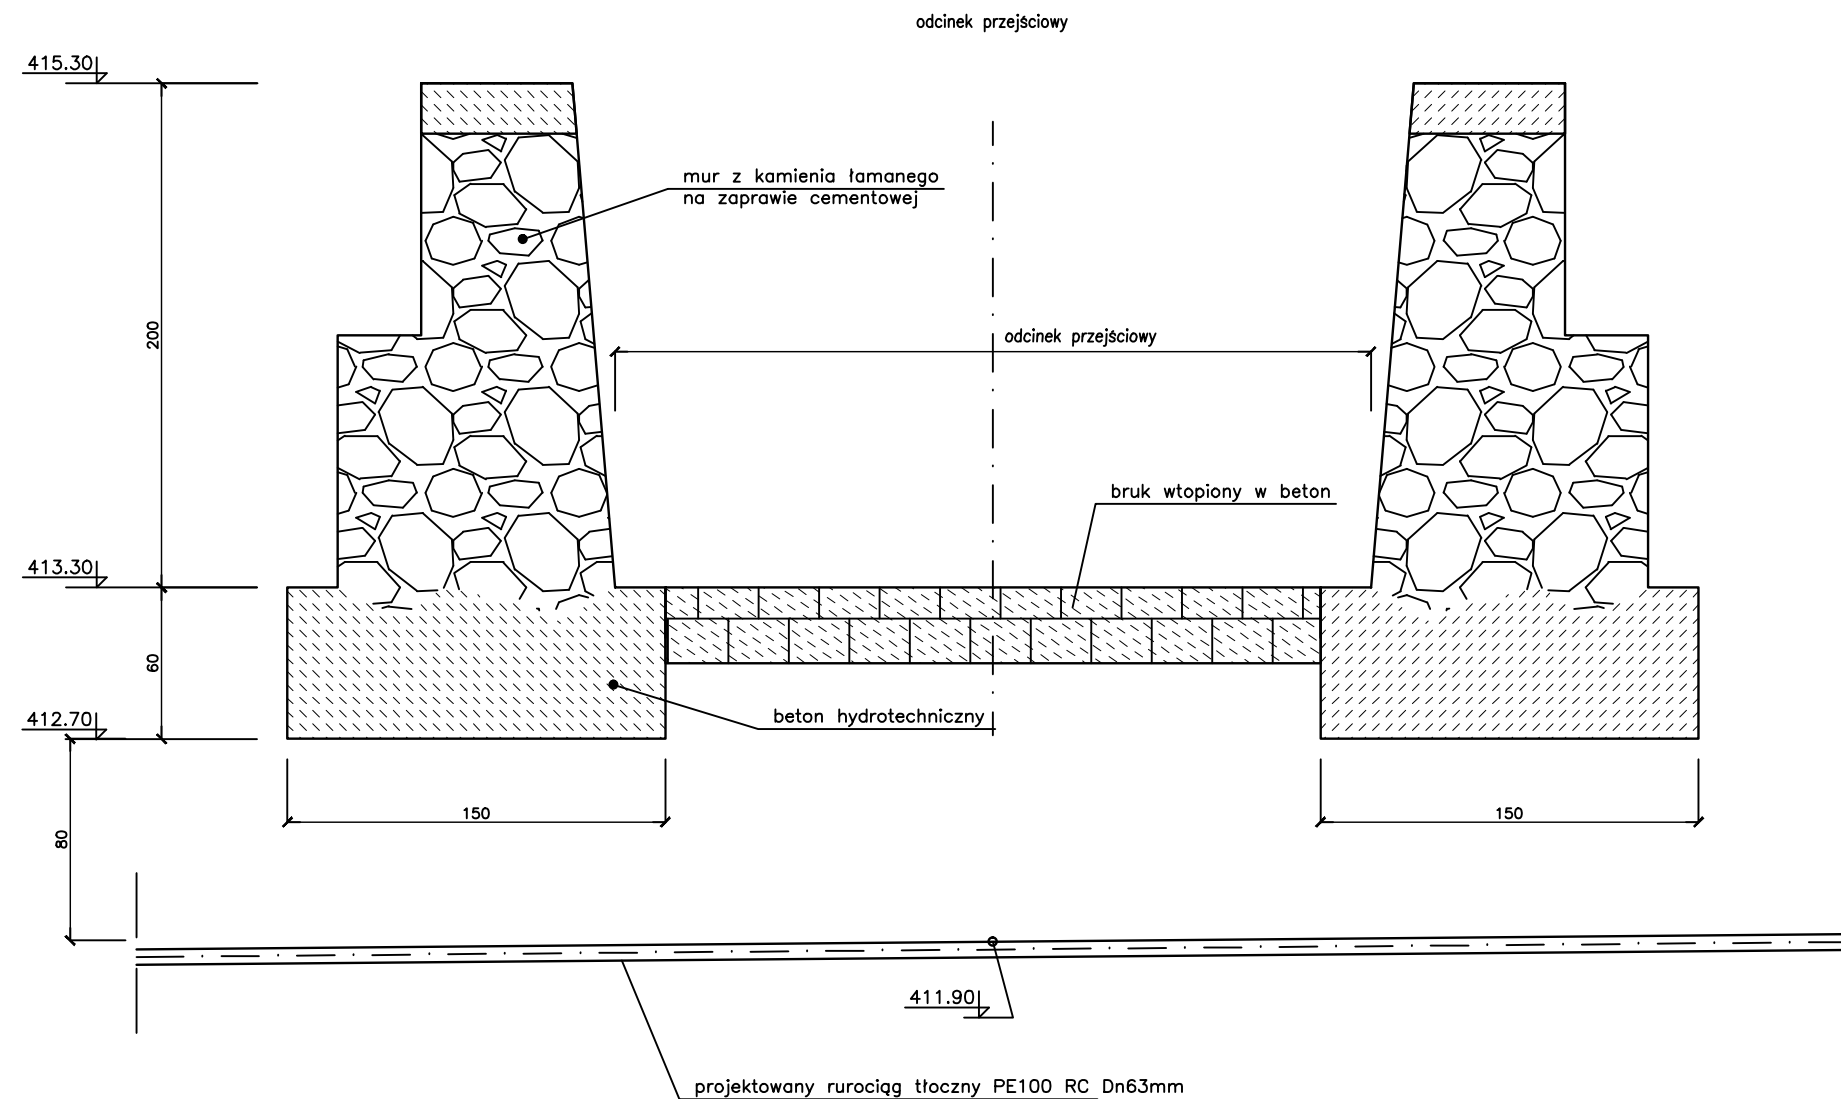 odcinek przejściowy
415.30
mur z kamienia łamanego
na zaprawie cementowej
200
odcinek przejściowy
bruk wtopiony w beton
413.30
60
412.70
beton hydrotechniczny
150
150
80
411.90
projektowany rurociąg tłoczny PE100 RC Dn63mm